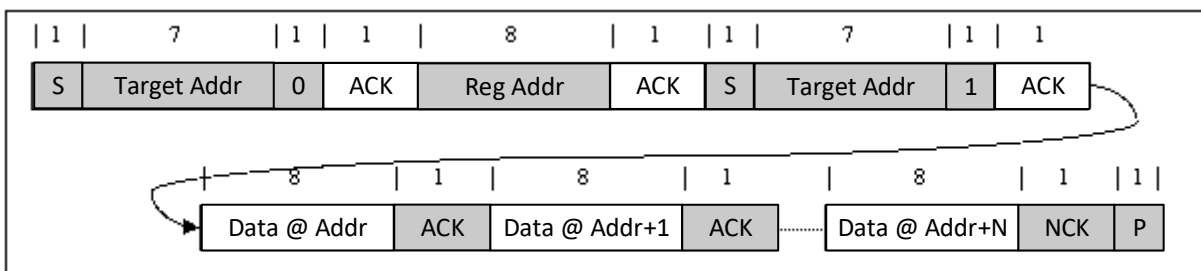 | 1 | 7 | 1 | 1 | 8 | 1 | 1 | 7 | 1 | 1
S Target Addr 0 ACK Reg Addr ACK S Target Addr 1 ACK
| 8 | 1 | 8 | 1 | 8 | 1 | 1 |
Data @ Addr ACK Data @ Addr+1 ACK Data @ Addr+N NCK P